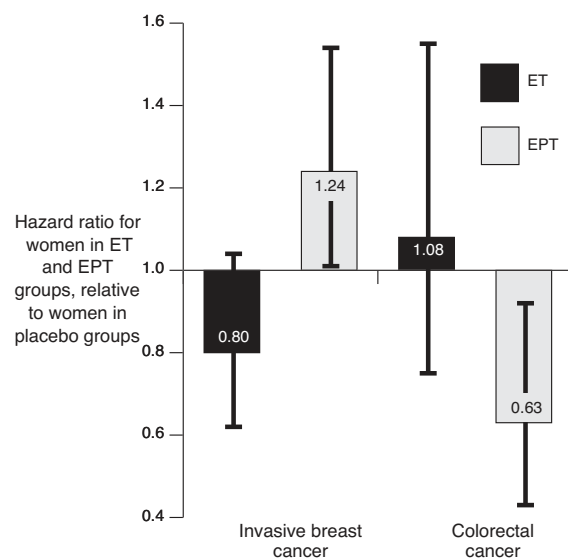 1.6
1.4
1.2
1.0
0.8
0.6
0.4
Hazard ratio for
women in ET
and EPT
groups, relative
to women in
placebo groups
ET
EPT
0.80
1.24
1.08
0.63
Invasive breast
cancer
Colorectal
cancer